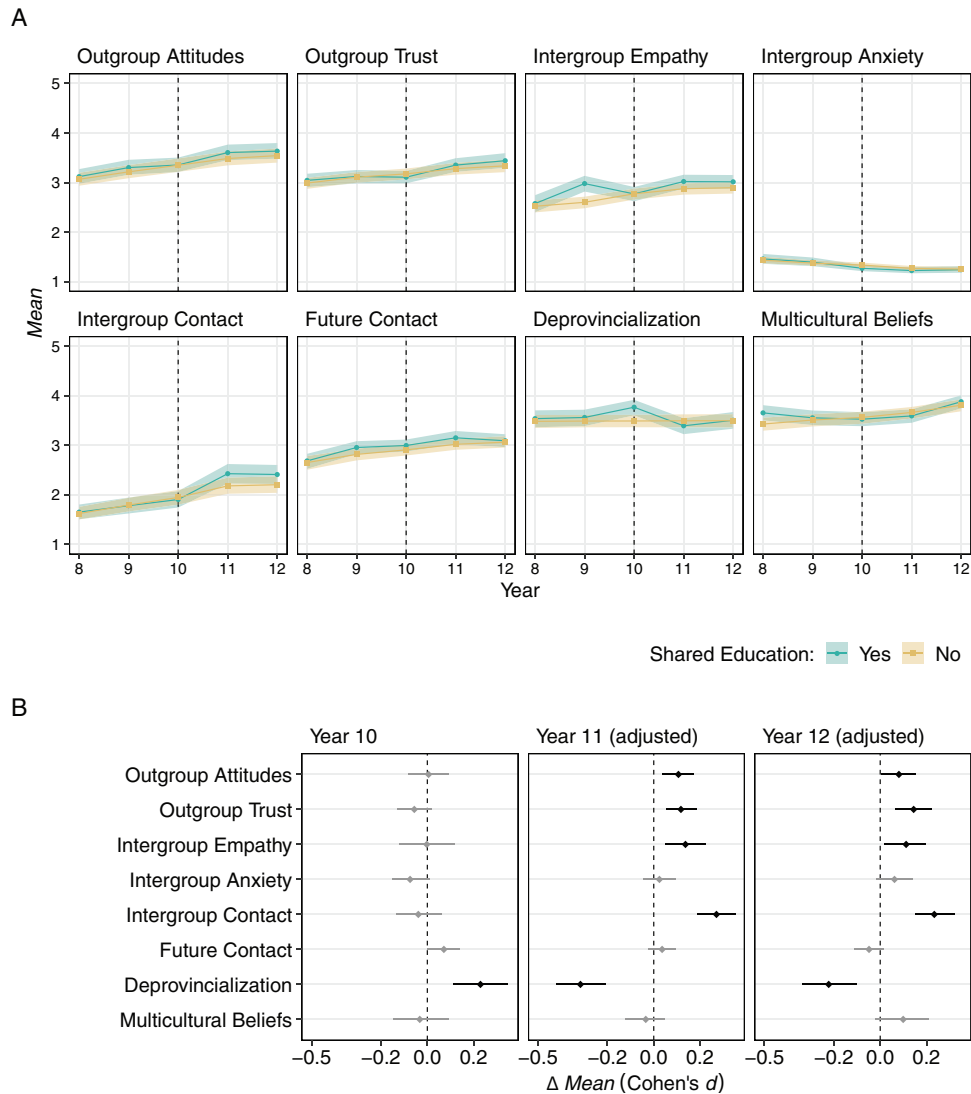 A
Outgroup Attitudes Outgroup Trust Intergroup Empathy Intergroup Anxiety
5
4
3
2
1
Mean
Intergroup Contact Future Contact Deprovincialization Multicultural Beliefs
5
4
3
2
1
8 9 10 11 12 8 9 10 11 12 8 9 10 11 12 8 9 10 11 12
Year
Shared Education: Yes No
B
Year 10 Year 11 (adjusted) Year 12 (adjusted)
Outgroup Attitudes
Outgroup Trust
Intergroup Empathy
Intergroup Anxiety
Intergroup Contact
Future Contact
Deprovincialization
Multicultural Beliefs
−0.5 −0.2 0.0 0.2 −0.5 −0.2 0.0 0.2 −0.5 −0.2 0.0 0.2
Δ Mean (Cohen's d)